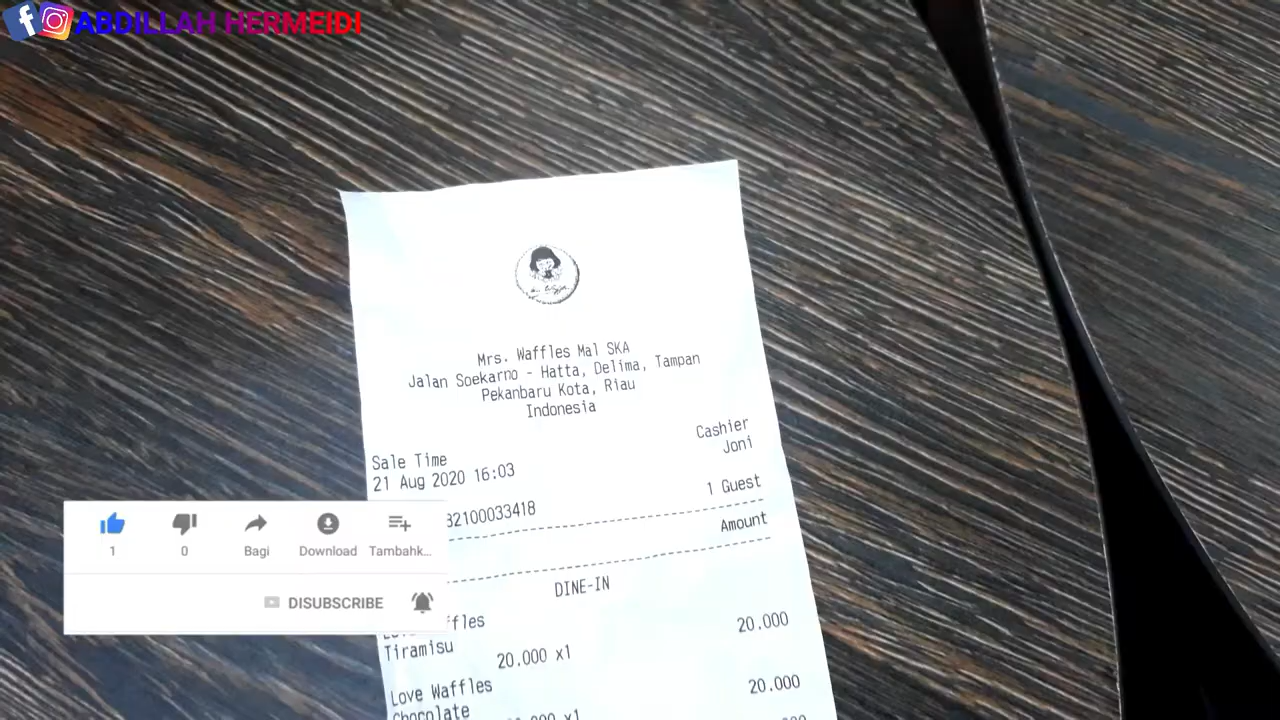 ABDILLAH HERMEIDI
Mrs. Waffles Mal SKA
Jalan Soekarno - Hatta, Delima, Tampan
Pekanbaru Kota, Riau
Indonesia
Cashier
Joni
Sale Time
21 Aug 2020 16:03
32100033418
1 Guest
Amount
DINE-IN
Waffles
Tiramisu
20.000 x1
20.000
Love Waffles
Chocolate
20.000
x1
1
0
Bagi
Download
Tambahk...
DISUBSCRIBE